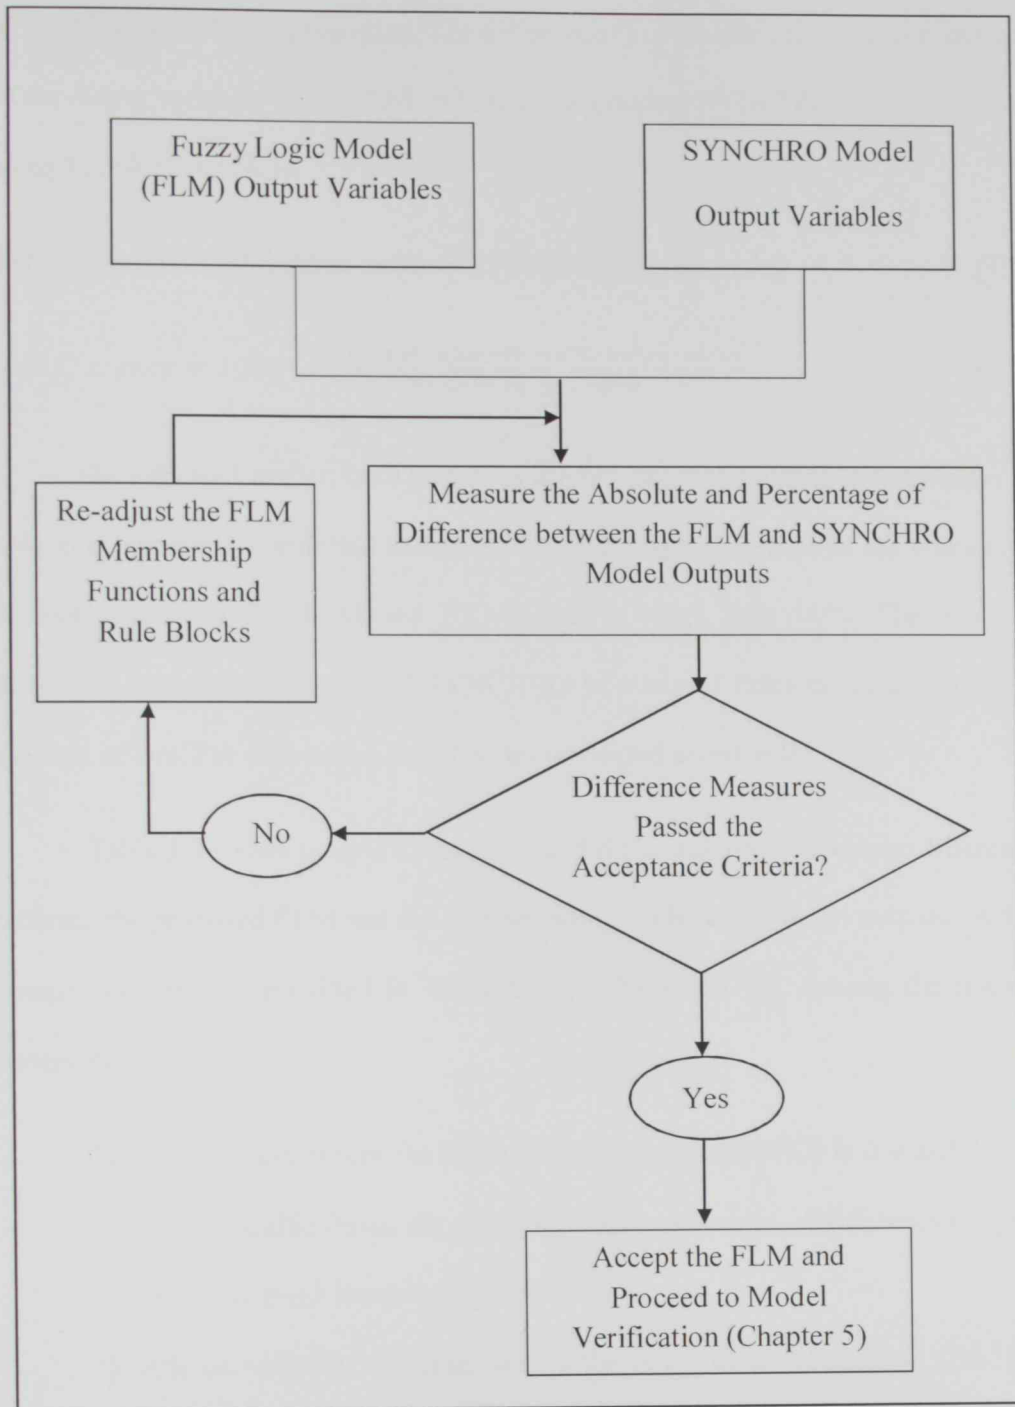 Fuzzy Logic Model
(FLM) Output Variables
SYNCHRO Model
Output Variables
Re-adjust the FLM
Membership
Functions and
Rule Blocks
Measure the Absolute and Percentage of
Difference between the FLM and SYNCHRO
Model Outputs
Difference Measures
Passed the
Acceptance Criteria?
No
Yes
Accept the FLM and
Proceed to Model
Verification (Chapter 5)